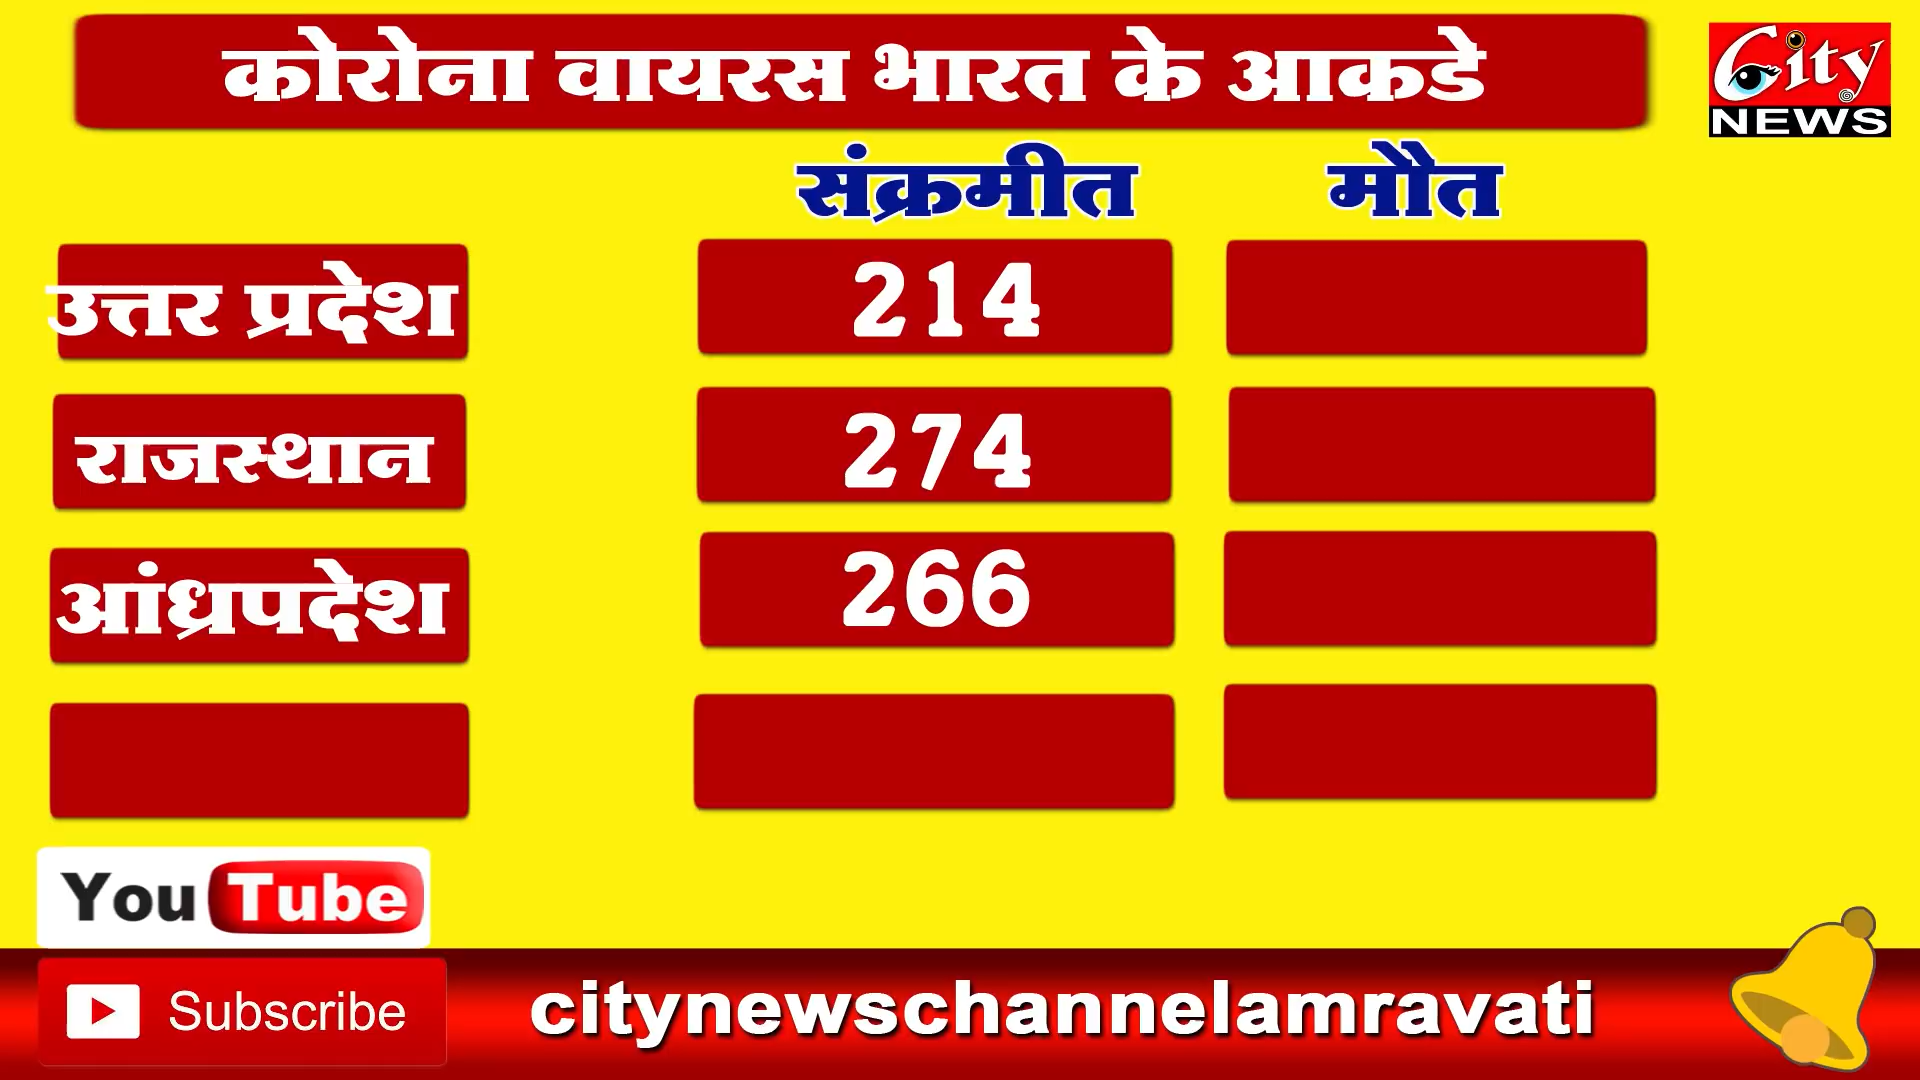 कोरोना वायरस भारत के आकडे
City
NEWS
संक्रमीत मौत
उत्तर प्रदेश 214
राजस्थान 274
आंध्रपदेश 266
YouTube
Subscribe
citynewschannelamravati